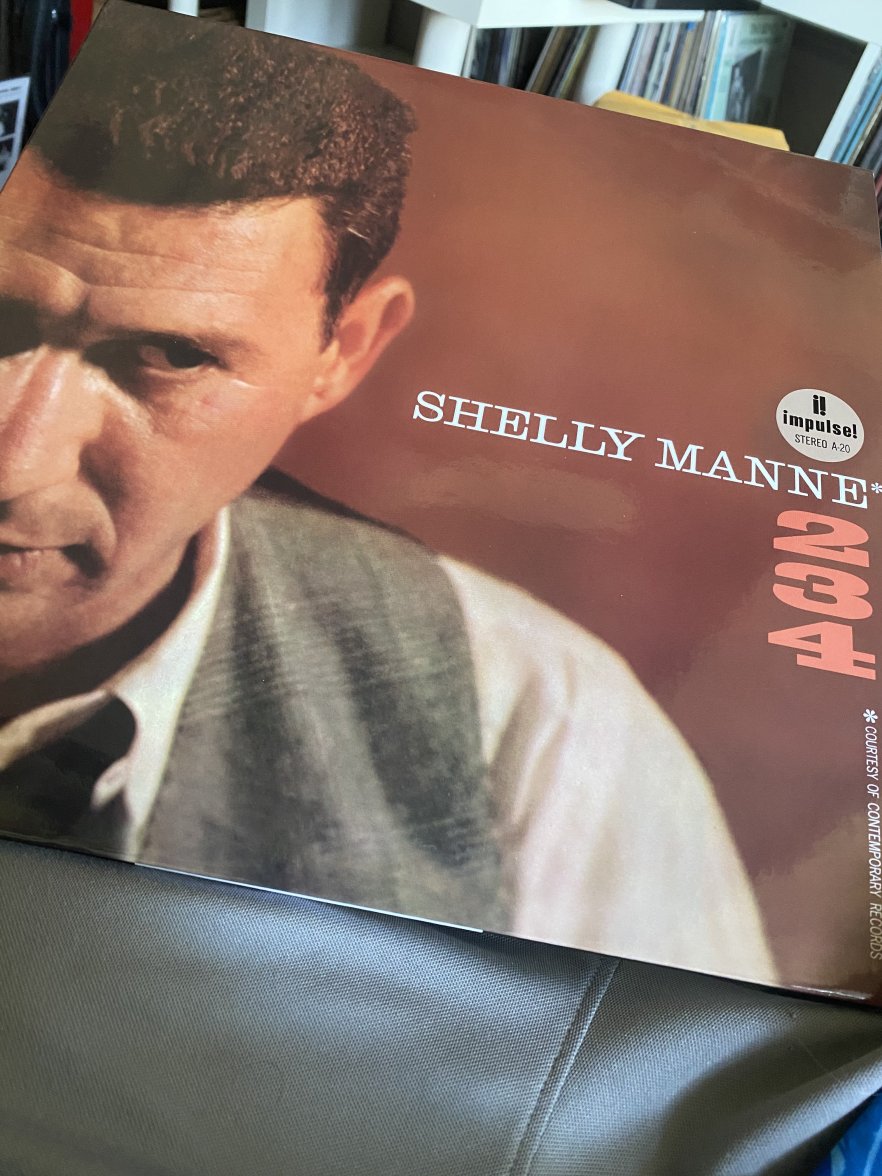 i!
impulse!
STEREO A-20
SHELLY MANNE*
2
3
4
*COURTESY OF CONTEMPORARY RECORDS